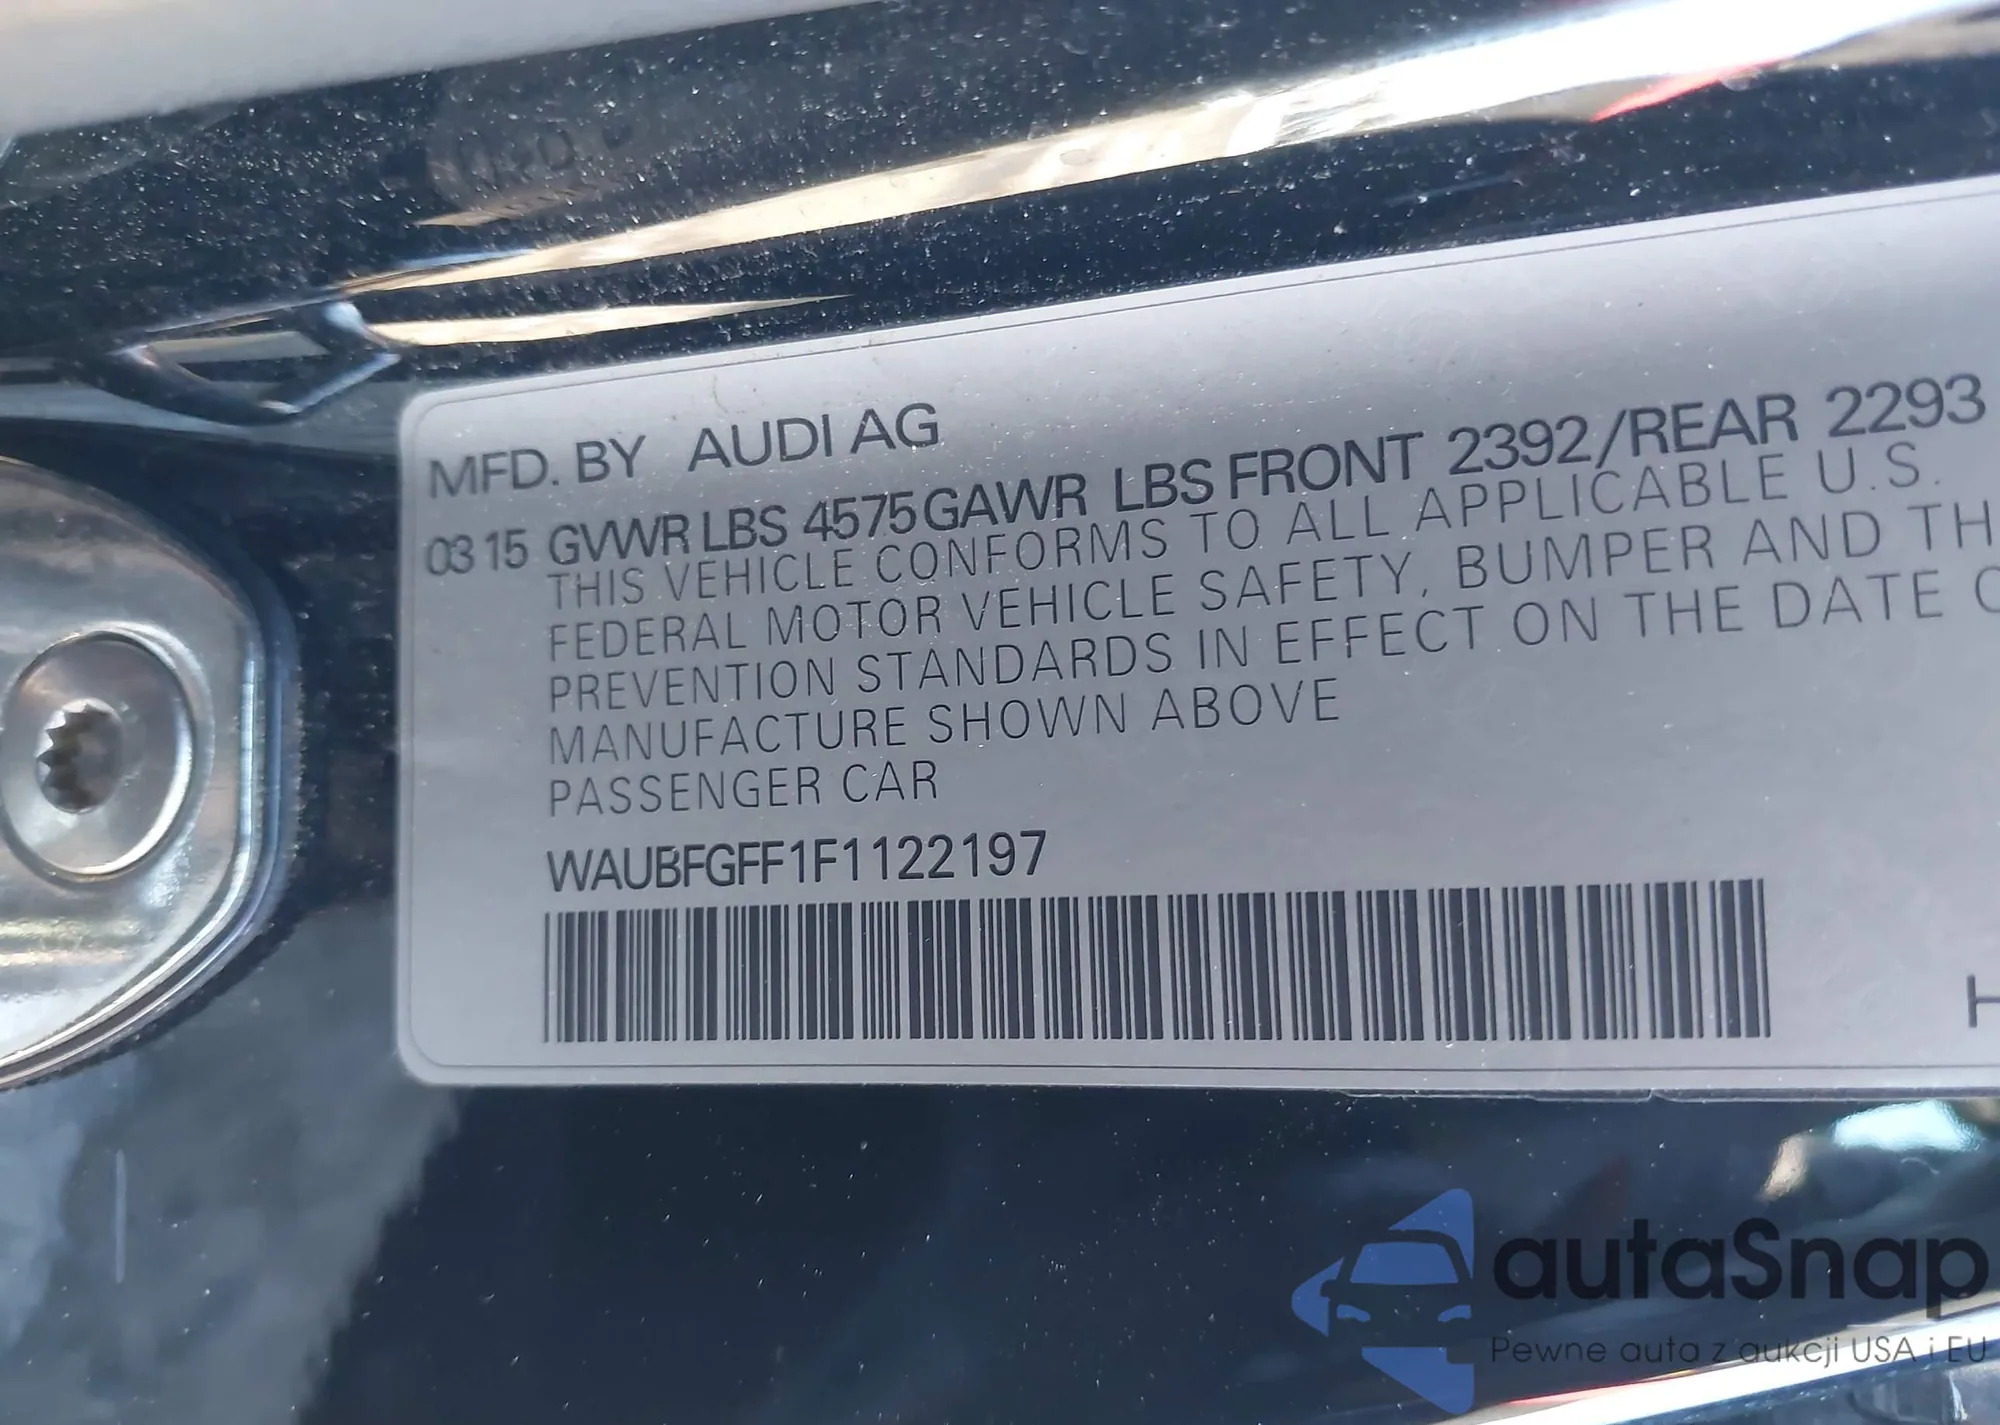 MFD. BY AUDI AG
03 15 GVWR LBS 4575 GAWR LBS FRONT 2392/REAR 2293
THIS VEHICLE CONFORMS TO ALL APPLICABLE U.S.
FEDERAL MOTOR VEHICLE SAFETY, BUMPER AND TH
PREVENTION STANDARDS IN EFFECT ON THE DATE O
MANUFACTURE SHOWN ABOVE
PASSENGER CAR
WAUBFGFF1F1122197
H
autaSnap
Pewne auta z aukcji USA i EU